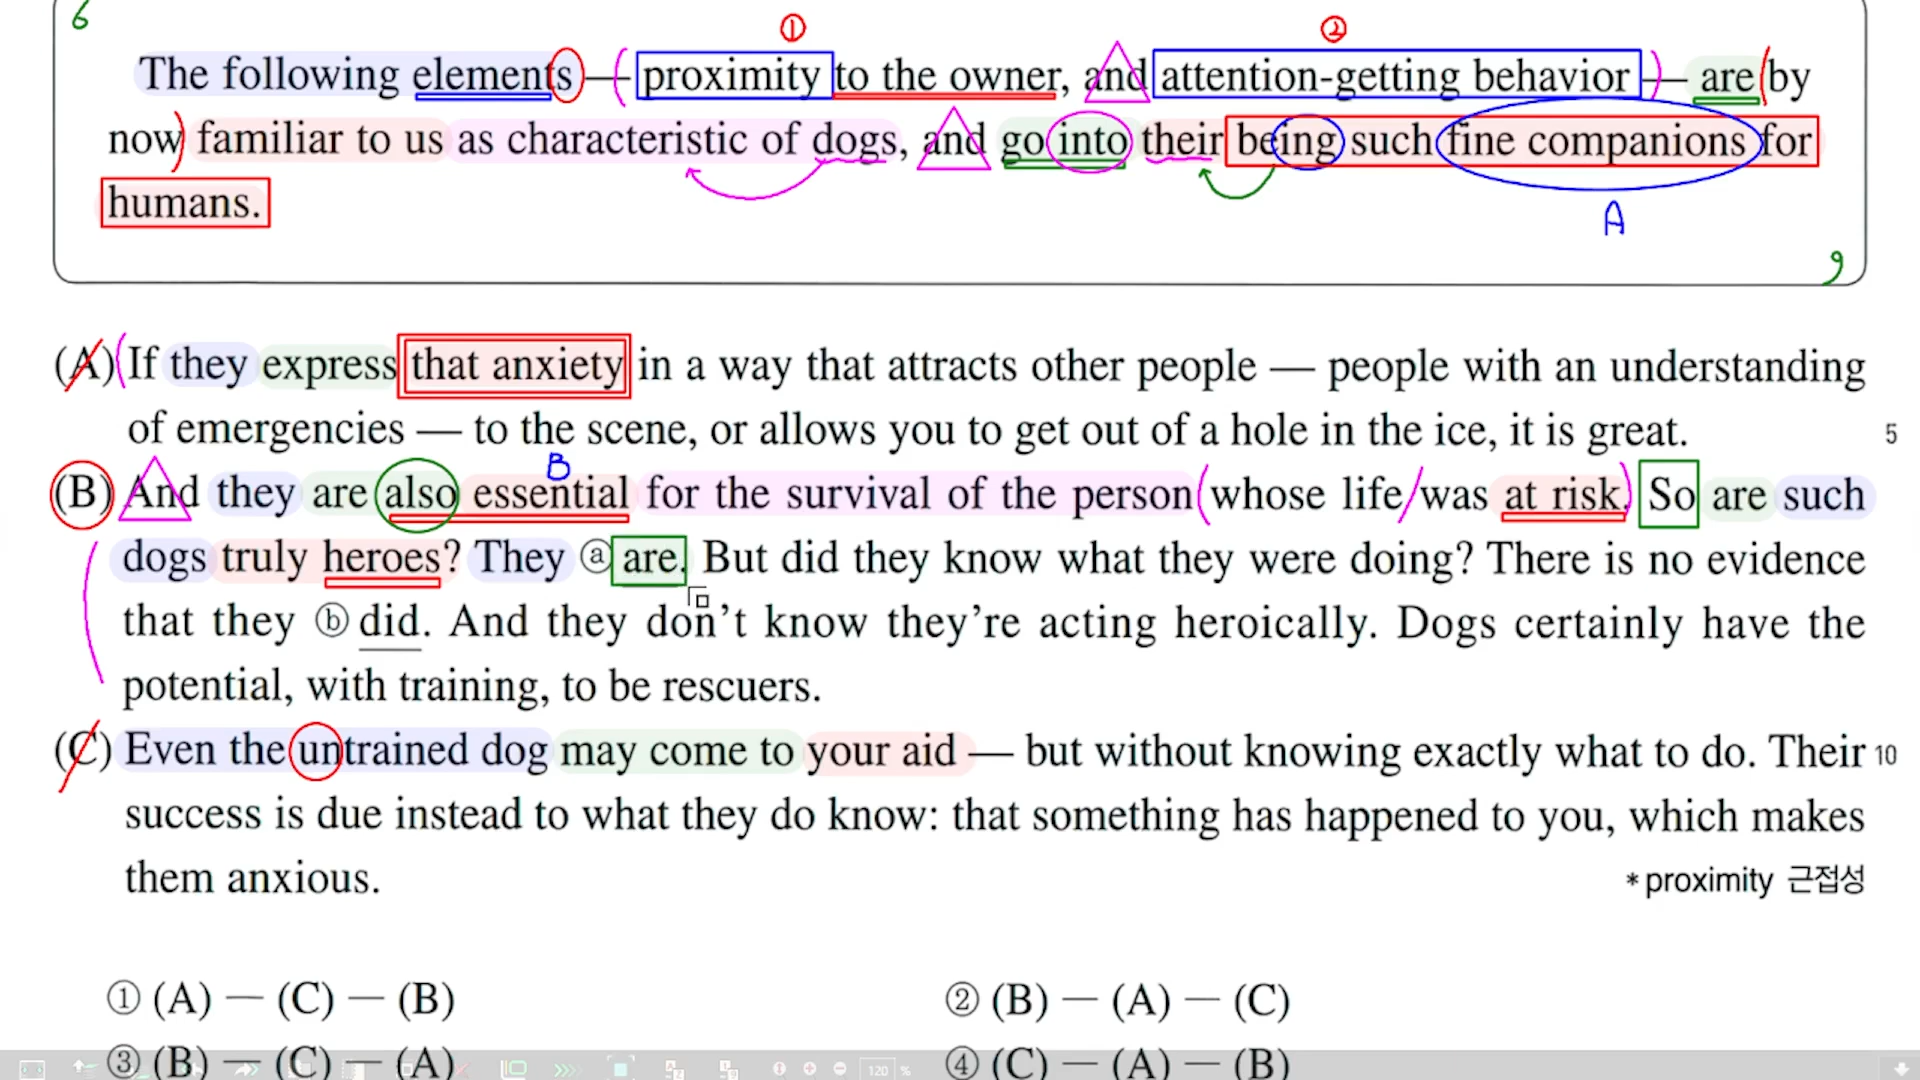 6
① ②
The following elements — proximity to the owner, and attention-getting behavior — are by
now familiar to us as characteristic of dogs, and go into their being such fine companions for
humans.
A
9
(A) If they express that anxiety in a way that attracts other people — people with an understanding
of emergencies — to the scene, or allows you to get out of a hole in the ice, it is great.
5
B
(B) And they are also essential for the survival of the person whose life was at risk. So are such
dogs truly heroes? They ⓐ are. But did they know what they were doing? There is no evidence
that they ⓑ did. And they don't know they're acting heroically. Dogs certainly have the
potential, with training, to be rescuers.
(C) Even the untrained dog may come to your aid — but without knowing exactly what to do. Their
10
success is due instead to what they do know: that something has happened to you, which makes
them anxious.
* proximity 근접성
① (A) — (C) — (B)
② (B) — (A) — (C)
③ (B) — (C) — (A)
④ (C) — (A) — (B)
120 %